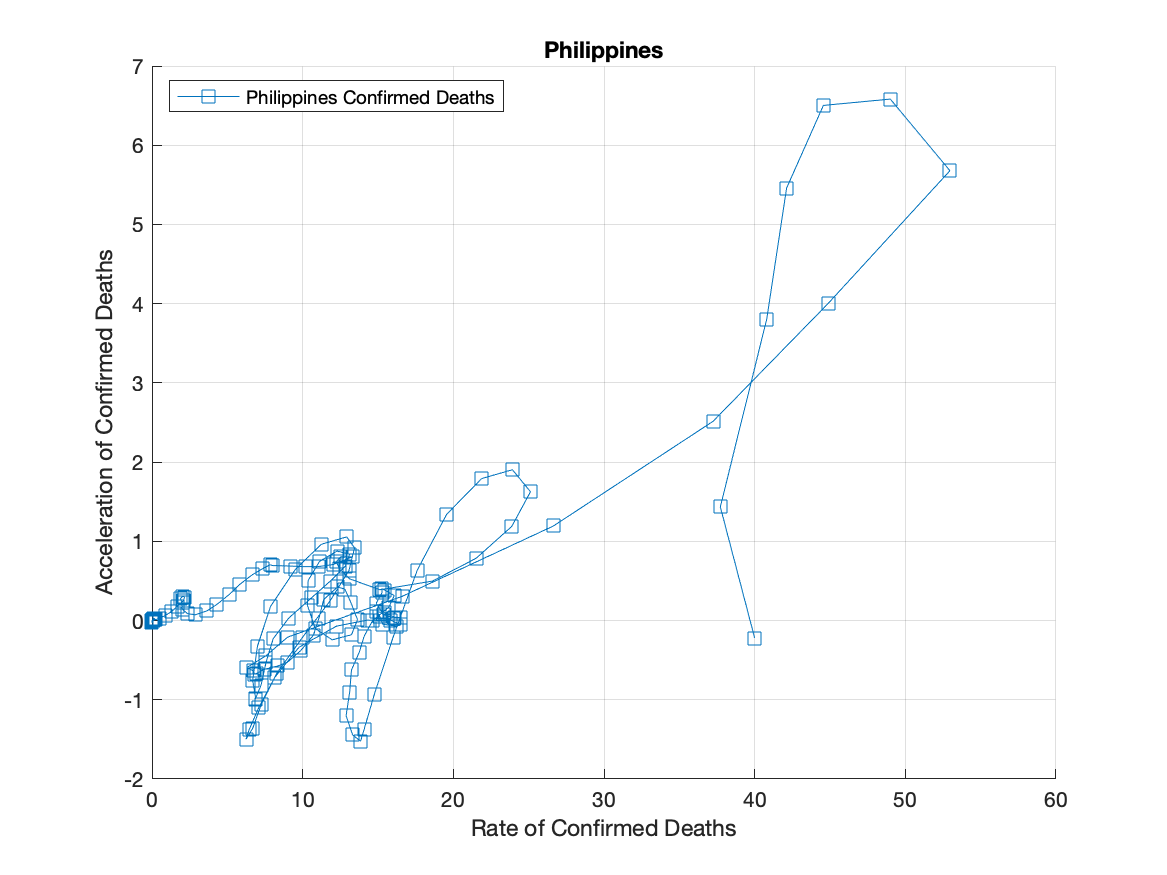 Philippines
Philippines Confirmed Deaths
7
6
5
4
3
2
1
0
-1
-2
Acceleration of Confirmed Deaths
0 10 20 30 40 50 60
Rate of Confirmed Deaths